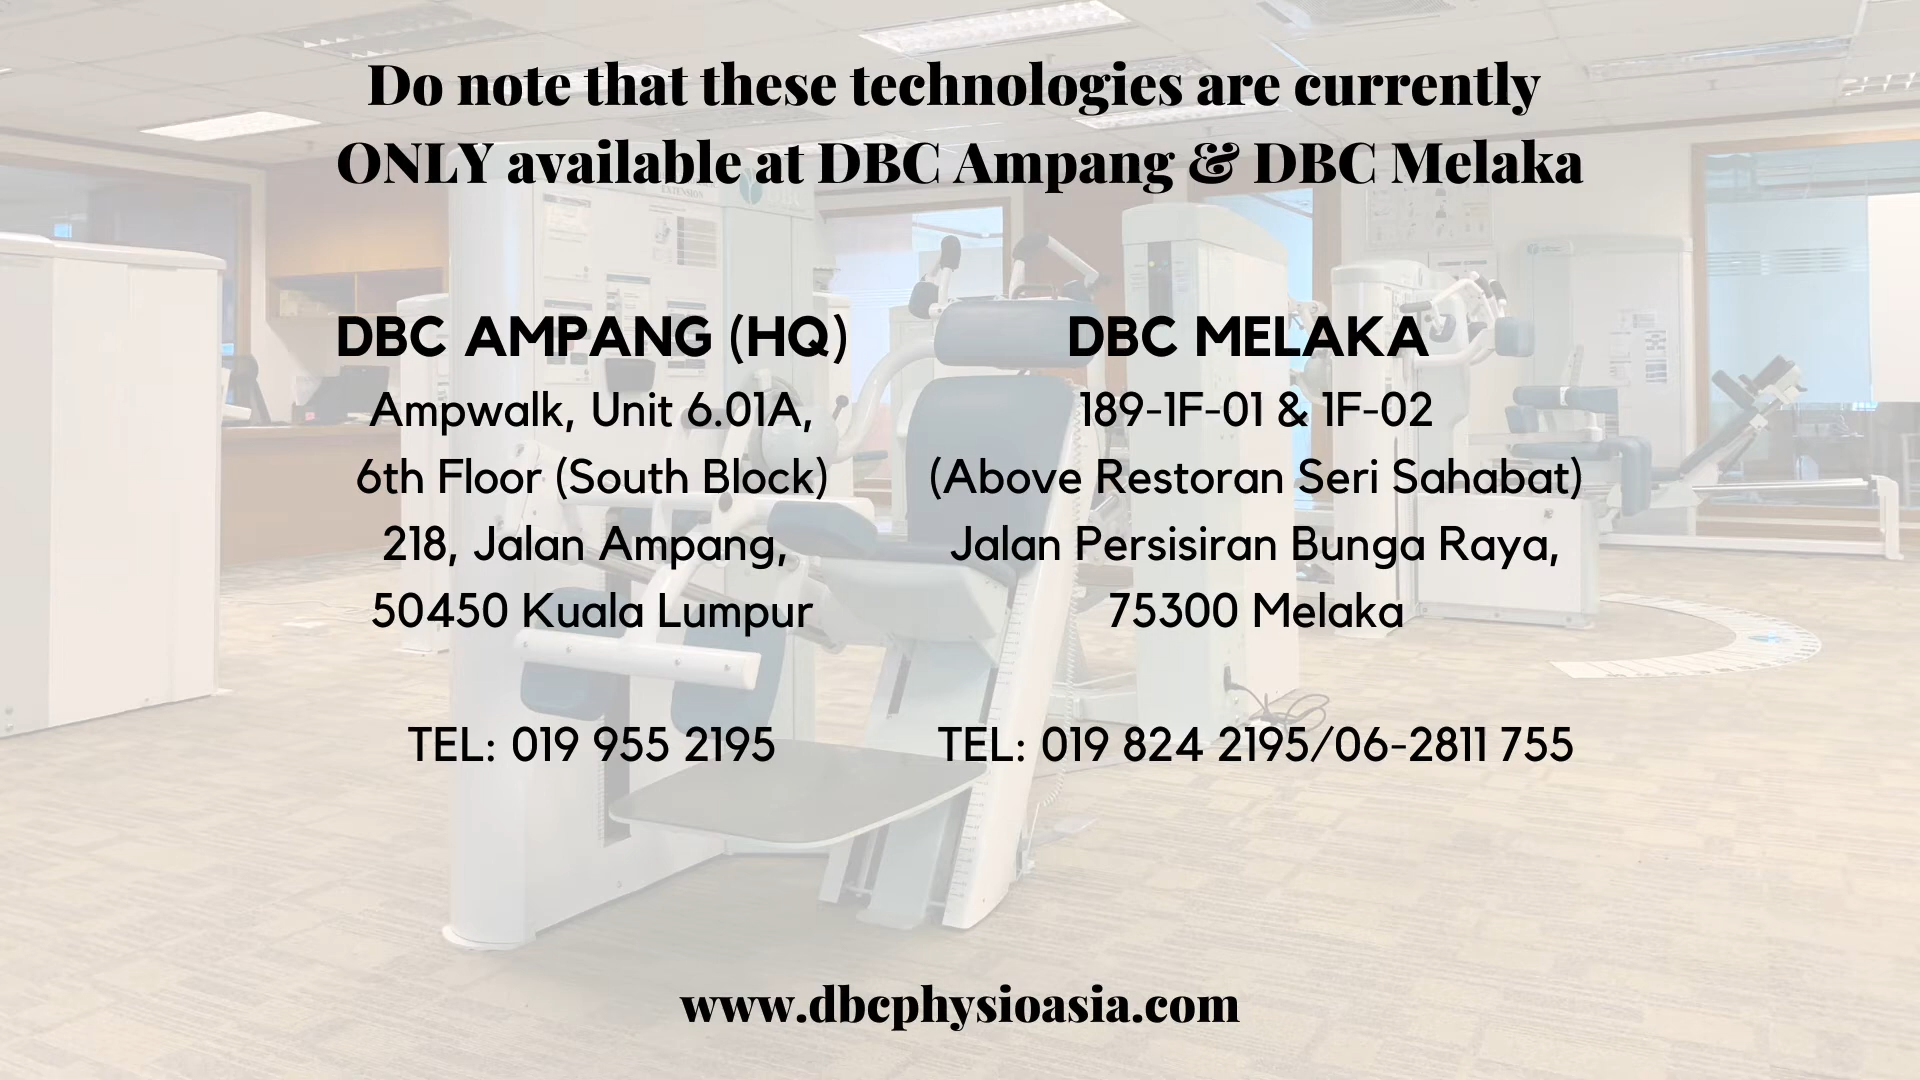 Do note that these technologies are currently
ONLY available at DBC Ampang & DBC Melaka
DBC AMPANG (HQ)
Ampwalk, Unit 6.01A,
6th Floor (South Block)
218, Jalan Ampang,
50450 Kuala Lumpur
TEL: 019 955 2195
DBC MELAKA
189-1F-01 & 1F-02
(Above Restoran Seri Sahabat)
Jalan Persisiran Bunga Raya,
75300 Melaka
TEL: 019 824 2195/06-2811 755
www.dbcphysioasia.com
EXTENSION
DBC